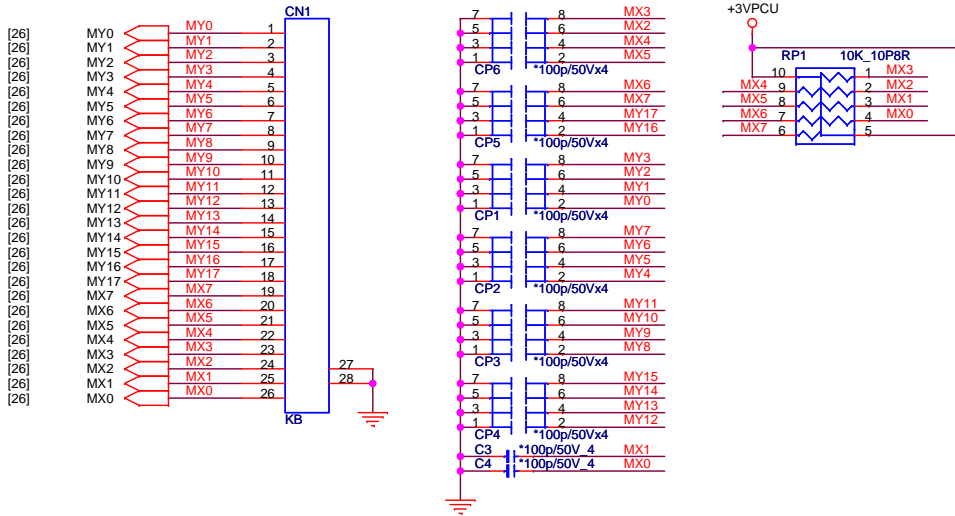 CN1
[26] MY0 MY0 1
[26] MY1 MY1 2
[26] MY2 MY2 3
[26] MY3 MY3 4
[26] MY4 MY4 5
[26] MY5 MY5 6
[26] MY6 MY6 7
[26] MY7 MY7 8
[26] MY8 MY8 9
[26] MY9 MY9 10
[26] MY10 MY10 11
[26] MY11 MY11 12
[26] MY12 MY12 13
[26] MY13 MY13 14
[26] MY14 MY14 15
[26] MY15 MY15 16
[26] MY16 MY16 17
[26] MY17 MY17 18
[26] MX7 MX7 19
[26] MX6 MX6 20
[26] MX5 MX5 21
[26] MX4 MX4 22
[26] MX3 MX3 23
[26] MX2 MX2 24 27
[26] MX1 MX1 25 28
[26] MX0 MX0 26
KB
7 8 MX3
5 6 MX2
3 4 MX4
1 2 MX5
CP6 *100p/50Vx4
7 8 MX6
5 6 MX7
3 4 MY17
1 2 MY16
CP5 *100p/50Vx4
7 8 MY3
5 6 MY2
3 4 MY1
1 2 MY0
CP1 *100p/50Vx4
7 8 MY7
5 6 MY6
3 4 MY5
1 2 MY4
CP2 *100p/50Vx4
7 8 MY11
5 6 MY10
3 4 MY9
1 2 MY8
CP3 *100p/50Vx4
7 8 MY15
5 6 MY14
3 4 MY13
1 2 MY12
CP4 *100p/50Vx4
C3 *100p/50V_4 MX1
C4 *100p/50V_4 MX0
+3VPCU
RP1 10K_10P8R
10 1 MX3
MX4 9 2 MX2
MX5 8 3 MX1
MX6 7 4 MX0
MX7 6 5